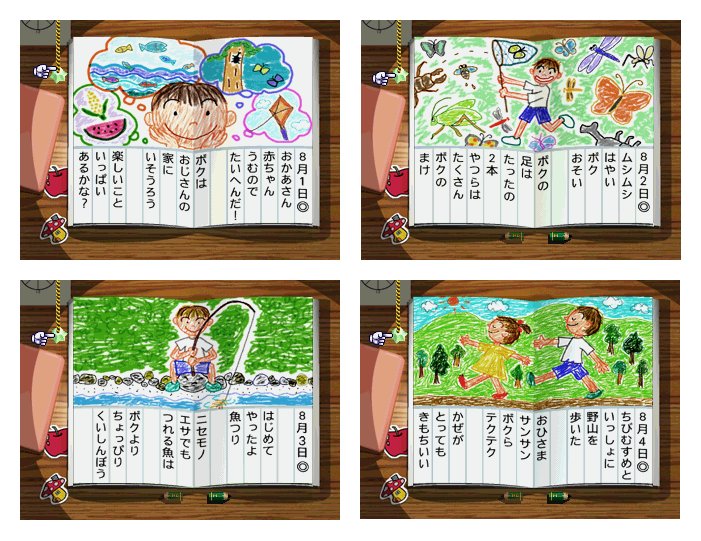 8月1日◎
おかあさん
赤ちゃん
うむので
たいへんだ!
ボクは
おじさんの
家に
いそうろう
楽しいこと
いっぱい
あるかな?
8月2日◎
ムシムシ
はやい
ボク
おそい
ボクの
足は
たったの
2本
やつらは
たくさん
ボクの
まけ
8月3日◎
はじめて
やったよ
魚つり
ニセモノ
エサでも
つれる魚は
ボクより
ちょっぴり
くいしんぼう
8月4日◎
ちびむすめと
いっしょに
野山を
歩いた
おひさま
サンサン
ボクら
テクテク
かぜが
とっても
きもちいい